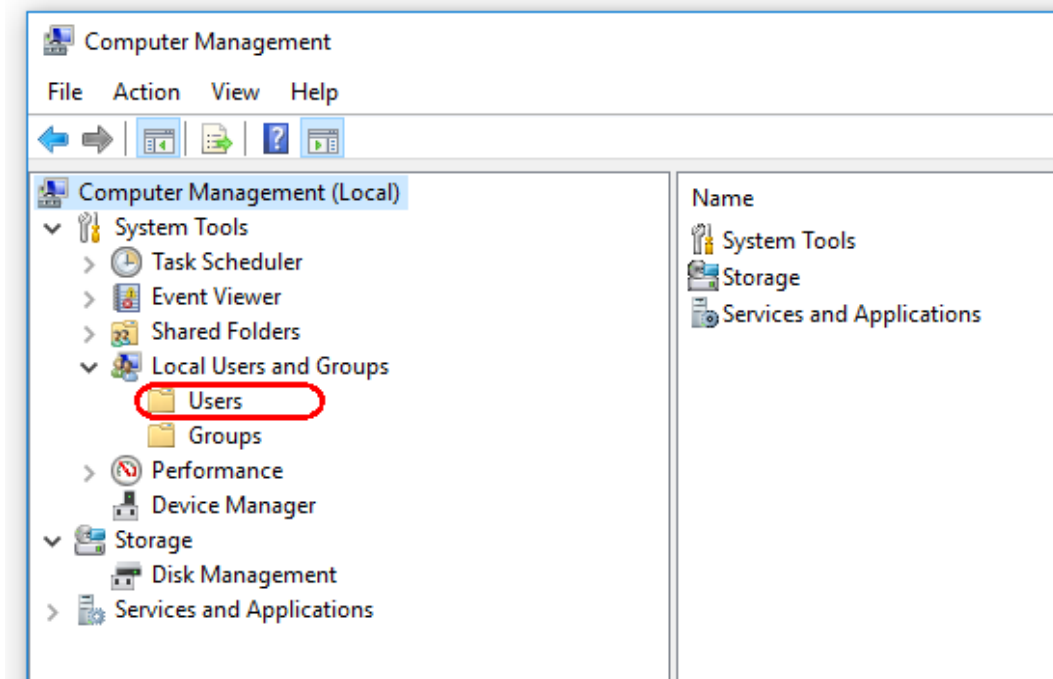 Computer Management
File Action View Help
Computer Management (Local)
System Tools
Task Scheduler
Event Viewer
Shared Folders
Local Users and Groups
Users
Groups
Performance
Device Manager
Storage
Disk Management
Services and Applications
Name
System Tools
Storage
Services and Applications